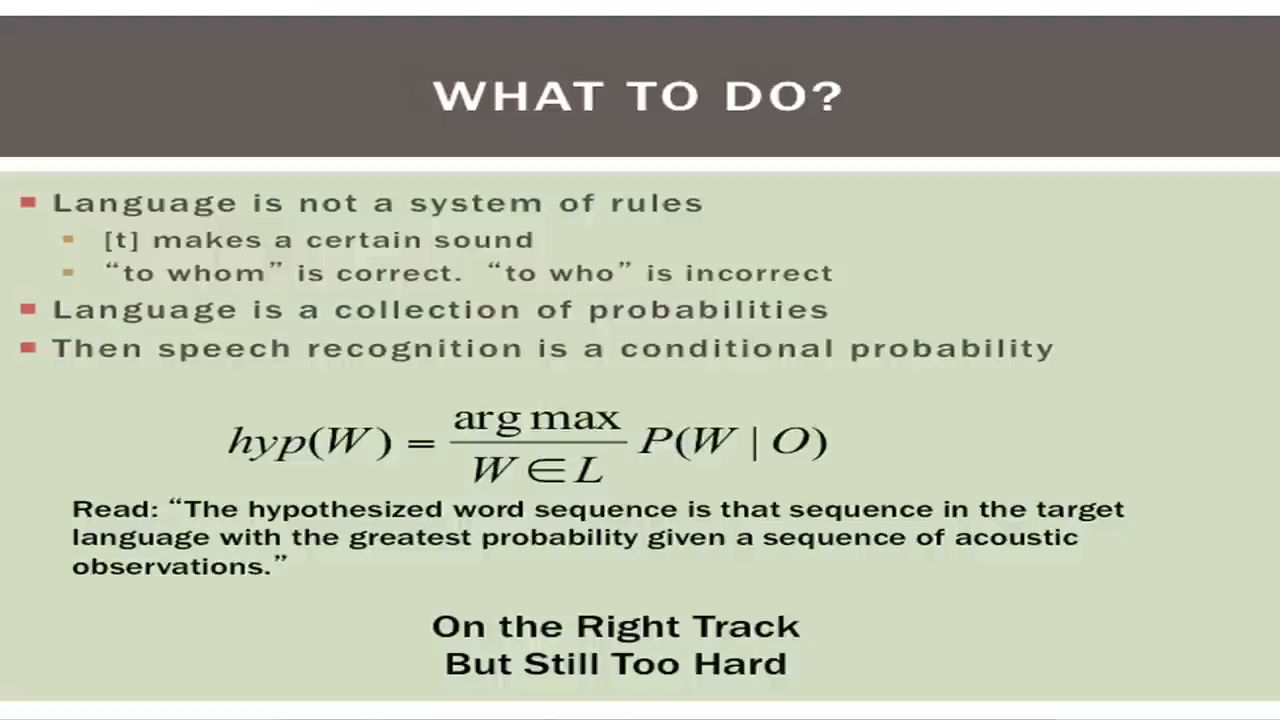 WHAT TO DO?
Language is not a system of rules
[t] makes a certain sound
“to whom” is correct. “to who” is incorrect
Language is a collection of probabilities
Then speech recognition is a conditional probability
hyp(W) = arg max / W ∈ L P(W | O)
Read: “The hypothesized word sequence is that sequence in the target
language with the greatest probability given a sequence of acoustic
observations.”
On the Right Track
But Still Too Hard